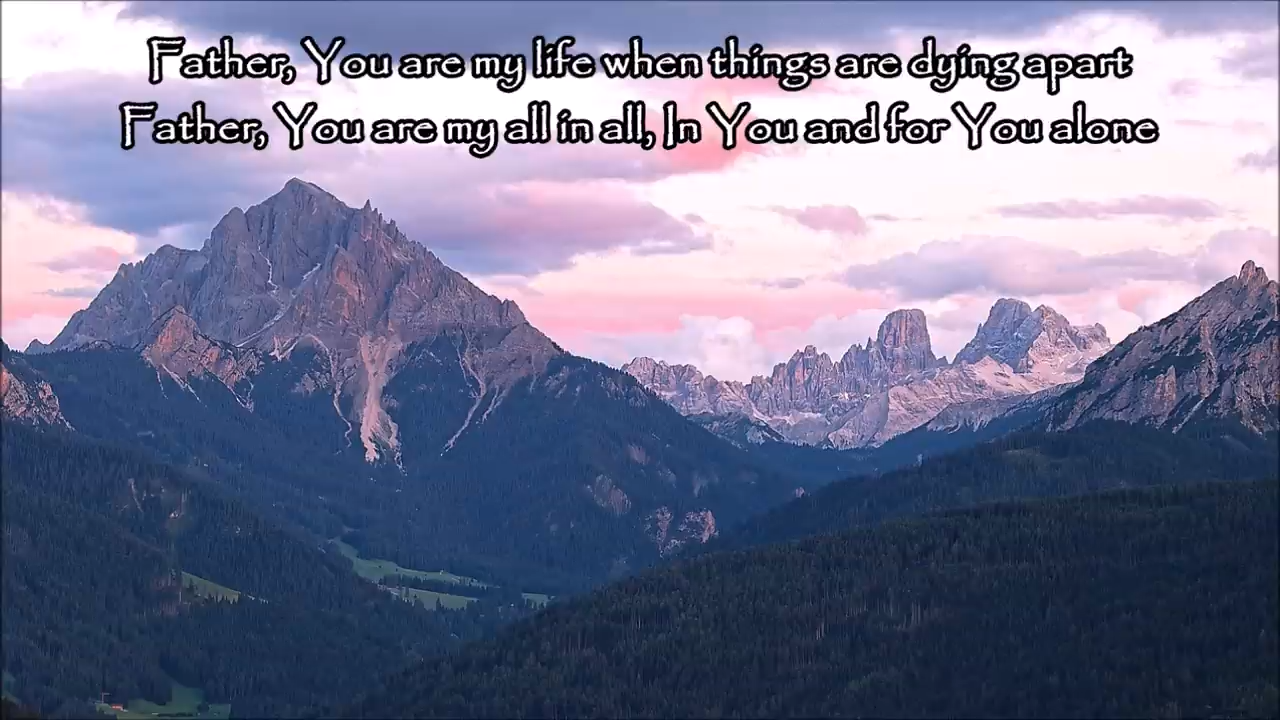 Father, You are my life when things are dying apart
Father, You are my all in all, In You and for You alone